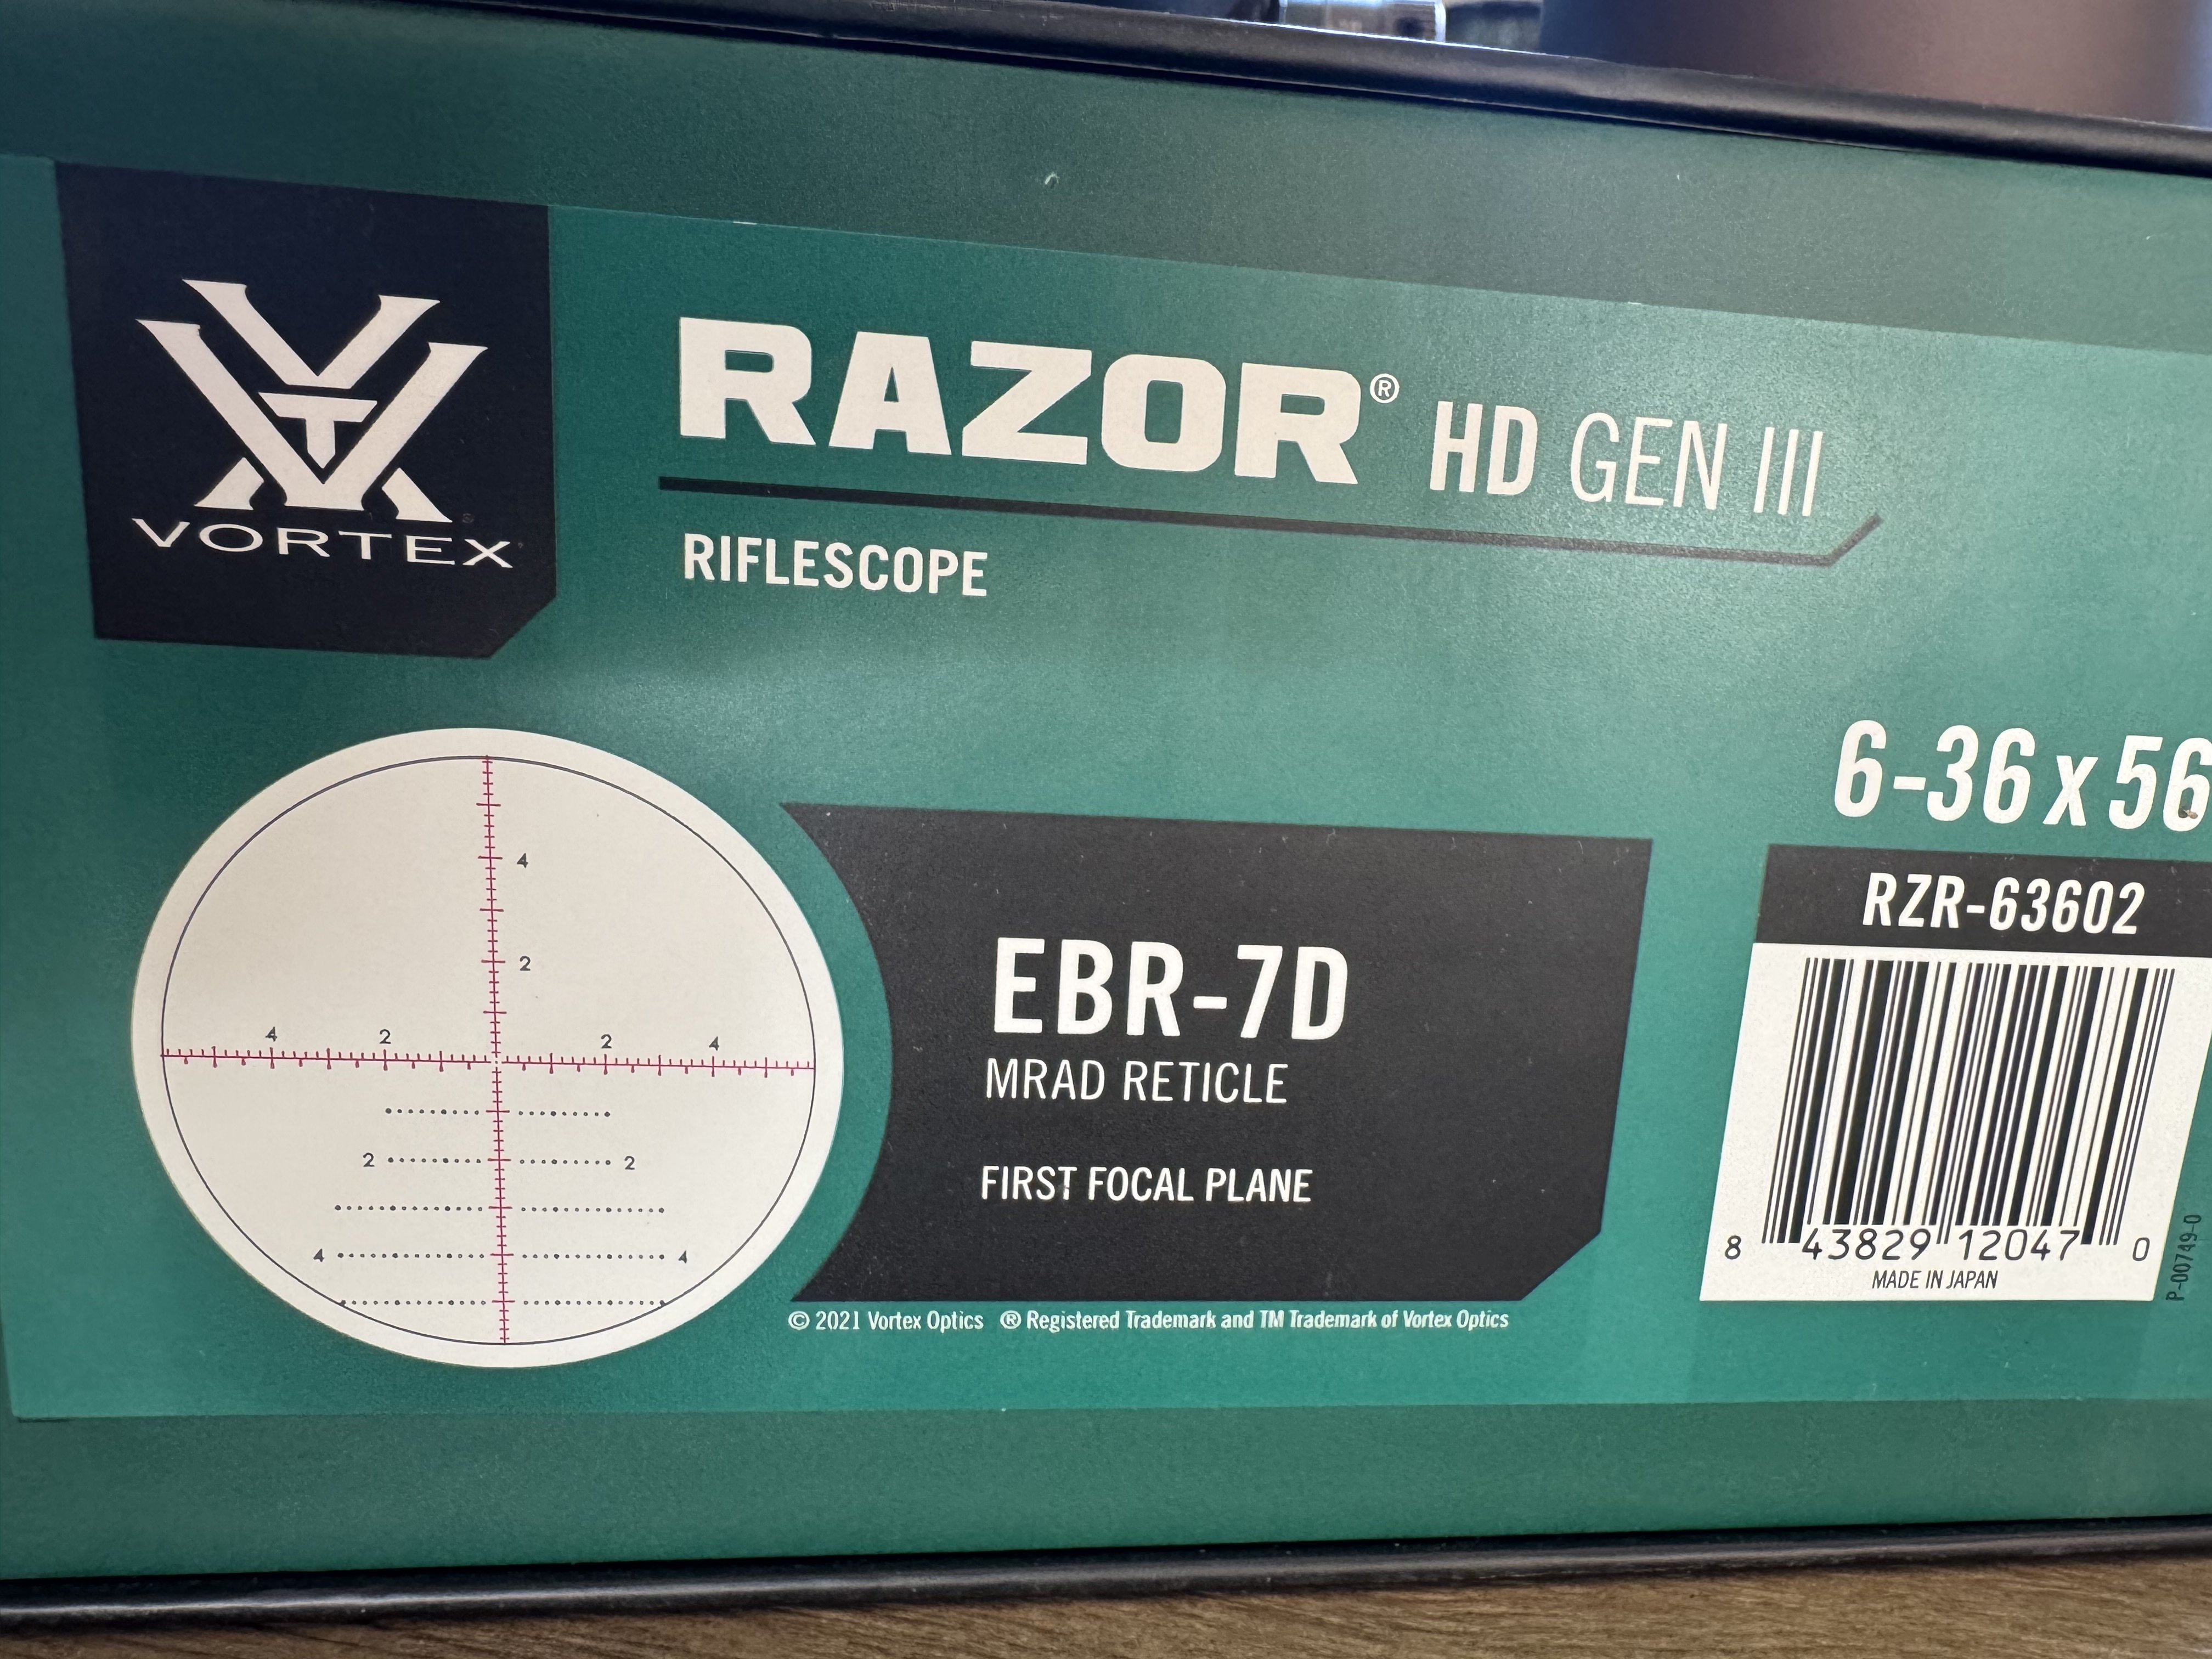 VORTEX
RAZOR® HD GEN III
RIFLESCOPE
6-36x56
4
2
4 2 2 4
2 2
4 4
EBR-7D
MRAD RETICLE
FIRST FOCAL PLANE
RZR-63602
8 43829 12047 0
MADE IN JAPAN
P-00749-0
© 2021 Vortex Optics ® Registered Trademark and TM Trademark of Vortex Optics